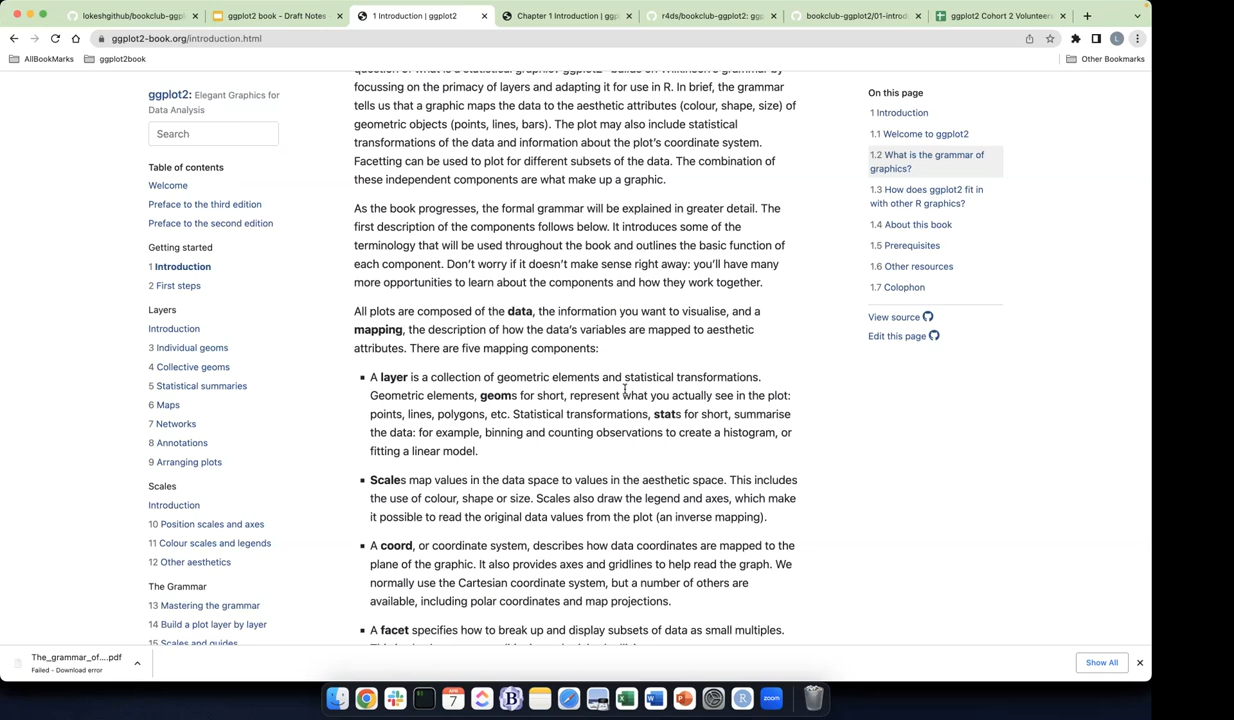 lokeshgithub/bookclub-ggpl
ggplot2 book - Draft Notes -
1 Introduction | ggplot2
Chapter 1 Introduction | ggp
r4ds/bookclub-ggplot2: ggp
bookclub-ggplot2/01-introd
ggplot2 Cohort 2 Volunteers
ggplot2-book.org/introduction.html
L
AllBookMarks
ggplot2book
Other Bookmarks
ggplot2: Elegant Graphics for
Data Analysis
Search
Table of contents
Welcome
Preface to the third edition
Preface to the second edition
Getting started
1 Introduction
2 First steps
Layers
Introduction
3 Individual geoms
4 Collective geoms
5 Statistical summaries
6 Maps
7 Networks
8 Annotations
9 Arranging plots
Scales
Introduction
10 Position scales and axes
11 Colour scales and legends
12 Other aesthetics
The Grammar
13 Mastering the grammar
14 Build a plot layer by layer
15 Scales and guides
question of what is a statistical graphic? ggplot2 builds on Wilkinson's grammar by
focussing on the primacy of layers and adapting it for use in R. In brief, the grammar
tells us that a graphic maps the data to the aesthetic attributes (colour, shape, size) of
geometric objects (points, lines, bars). The plot may also include statistical
transformations of the data and information about the plot's coordinate system.
Facetting can be used to plot for different subsets of the data. The combination of
these independent components are what make up a graphic.
As the book progresses, the formal grammar will be explained in greater detail. The
first description of the components follows below. It introduces some of the
terminology that will be used throughout the book and outlines the basic function of
each component. Don't worry if it doesn't make sense right away: you'll have many
more opportunities to learn about the components and how they work together.
All plots are composed of the data, the information you want to visualise, and a
mapping, the description of how the data's variables are mapped to aesthetic
attributes. There are five mapping components:
A layer is a collection of geometric elements and statistical transformations.
Geometric elements, geoms for short, represent what you actually see in the plot:
points, lines, polygons, etc. Statistical transformations, stats for short, summarise
the data: for example, binning and counting observations to create a histogram, or
fitting a linear model.
Scales map values in the data space to values in the aesthetic space. This includes
the use of colour, shape or size. Scales also draw the legend and axes, which make
it possible to read the original data values from the plot (an inverse mapping).
A coord, or coordinate system, describes how data coordinates are mapped to the
plane of the graphic. It also provides axes and gridlines to help read the graph. We
normally use the Cartesian coordinate system, but a number of others are
available, including polar coordinates and map projections.
A facet specifies how to break up and display subsets of data as small multiples.
On this page
1 Introduction
1.1 Welcome to ggplot2
1.2 What is the grammar of
graphics?
1.3 How does ggplot2 fit in
with other R graphics?
1.4 About this book
1.5 Prerequisites
1.6 Other resources
1.7 Colophon
View source
Edit this page
The_grammar_of....pdf
Failed - Download error
Show All
APR
7
B
X
W
P
R
zoom